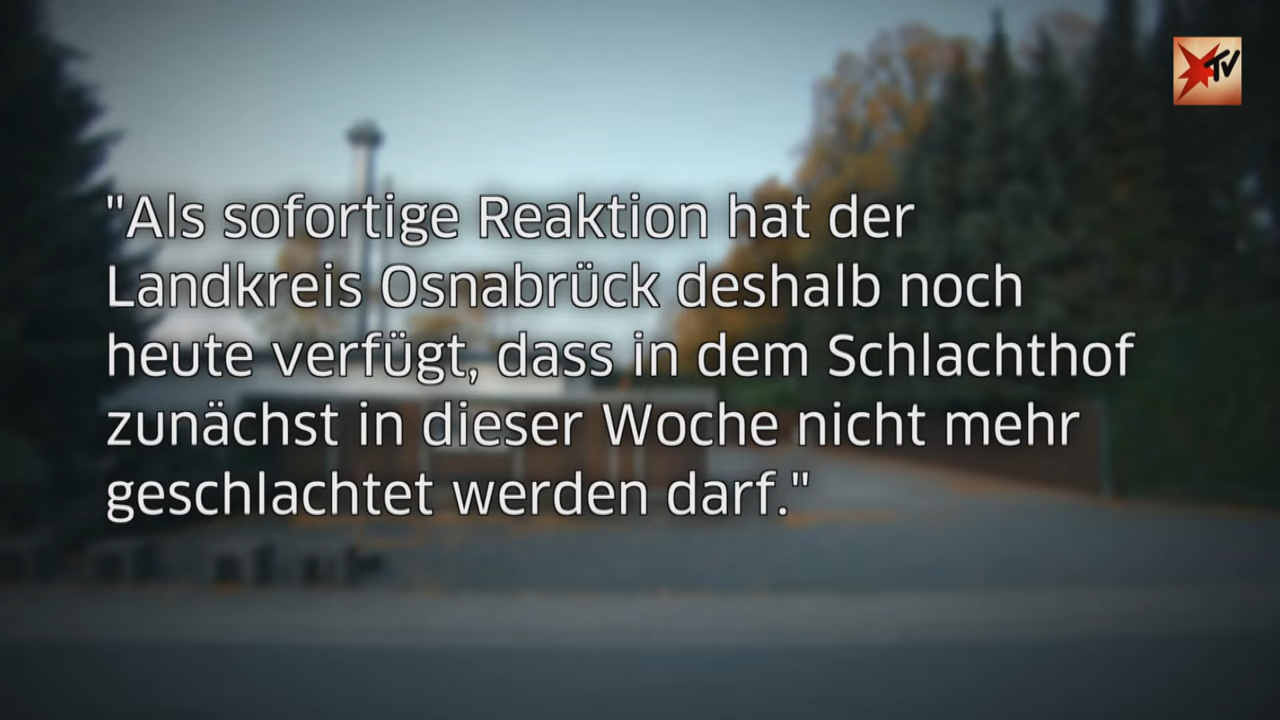 TV
"Als sofortige Reaktion hat der
Landkreis Osnabrück deshalb noch
heute verfügt, dass in dem Schlachthof
zunächst in dieser Woche nicht mehr
geschlachtet werden darf."